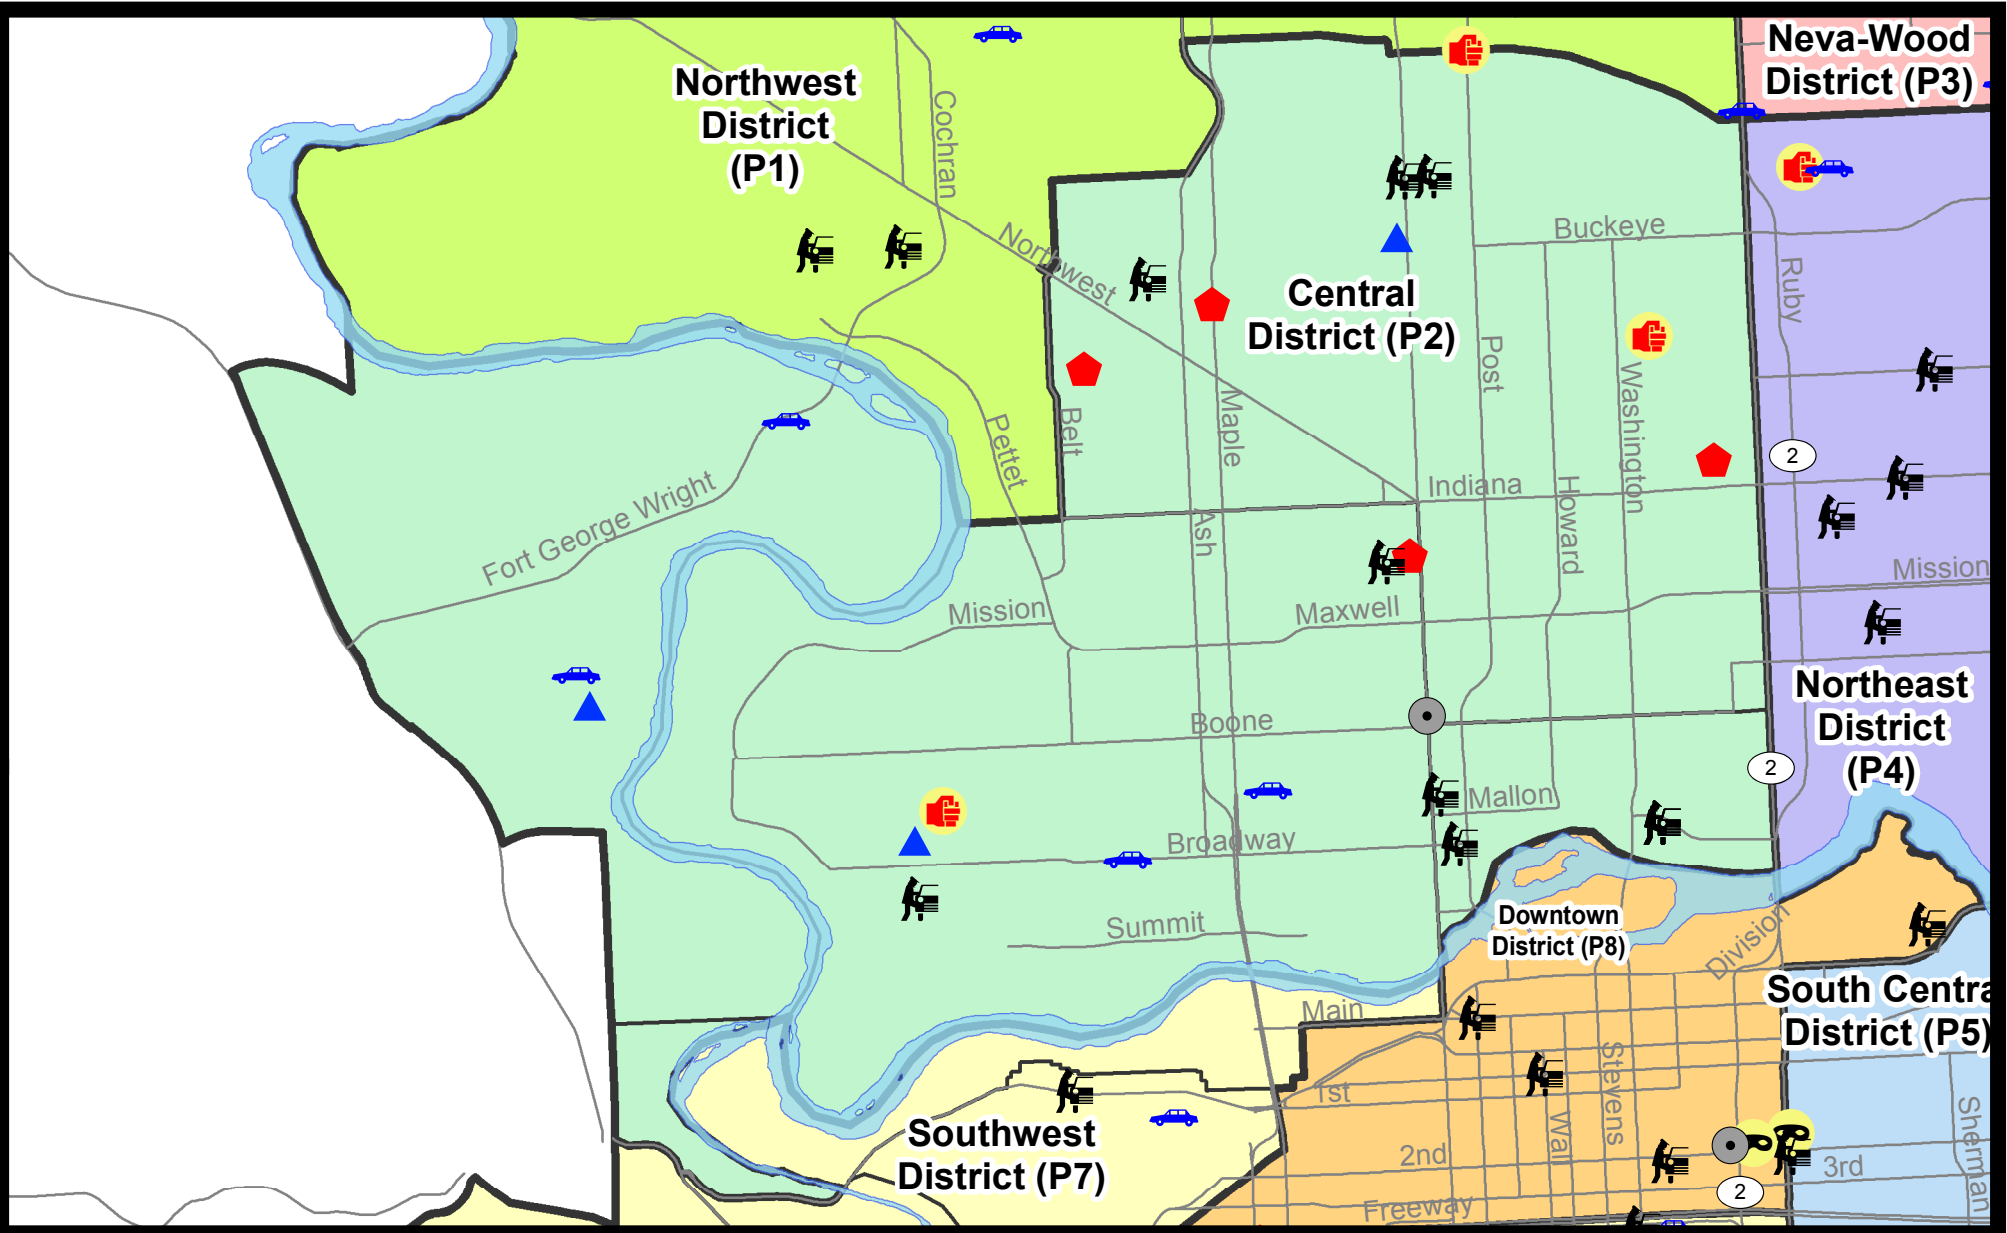 Neva-Wood
District (P3)
Northwest
District
(P1)
Cochran
Northwest
Buckeye
Ruby
Central
District (P2)
Post
Washington
Belt
Maple
Pettet
2
Indiana
Howard
Ash
Fort George Wright
Mission
Mission
Maxwell
Northeast
District
(P4)
Boone
2
Mallon
Broadway
Summit
Downtown
District (P8)
Division
South Centra
District (P5)
Main
Stevens
1st
Wall
Sherman
Southwest
District (P7)
2nd
3rd
2
Freeway